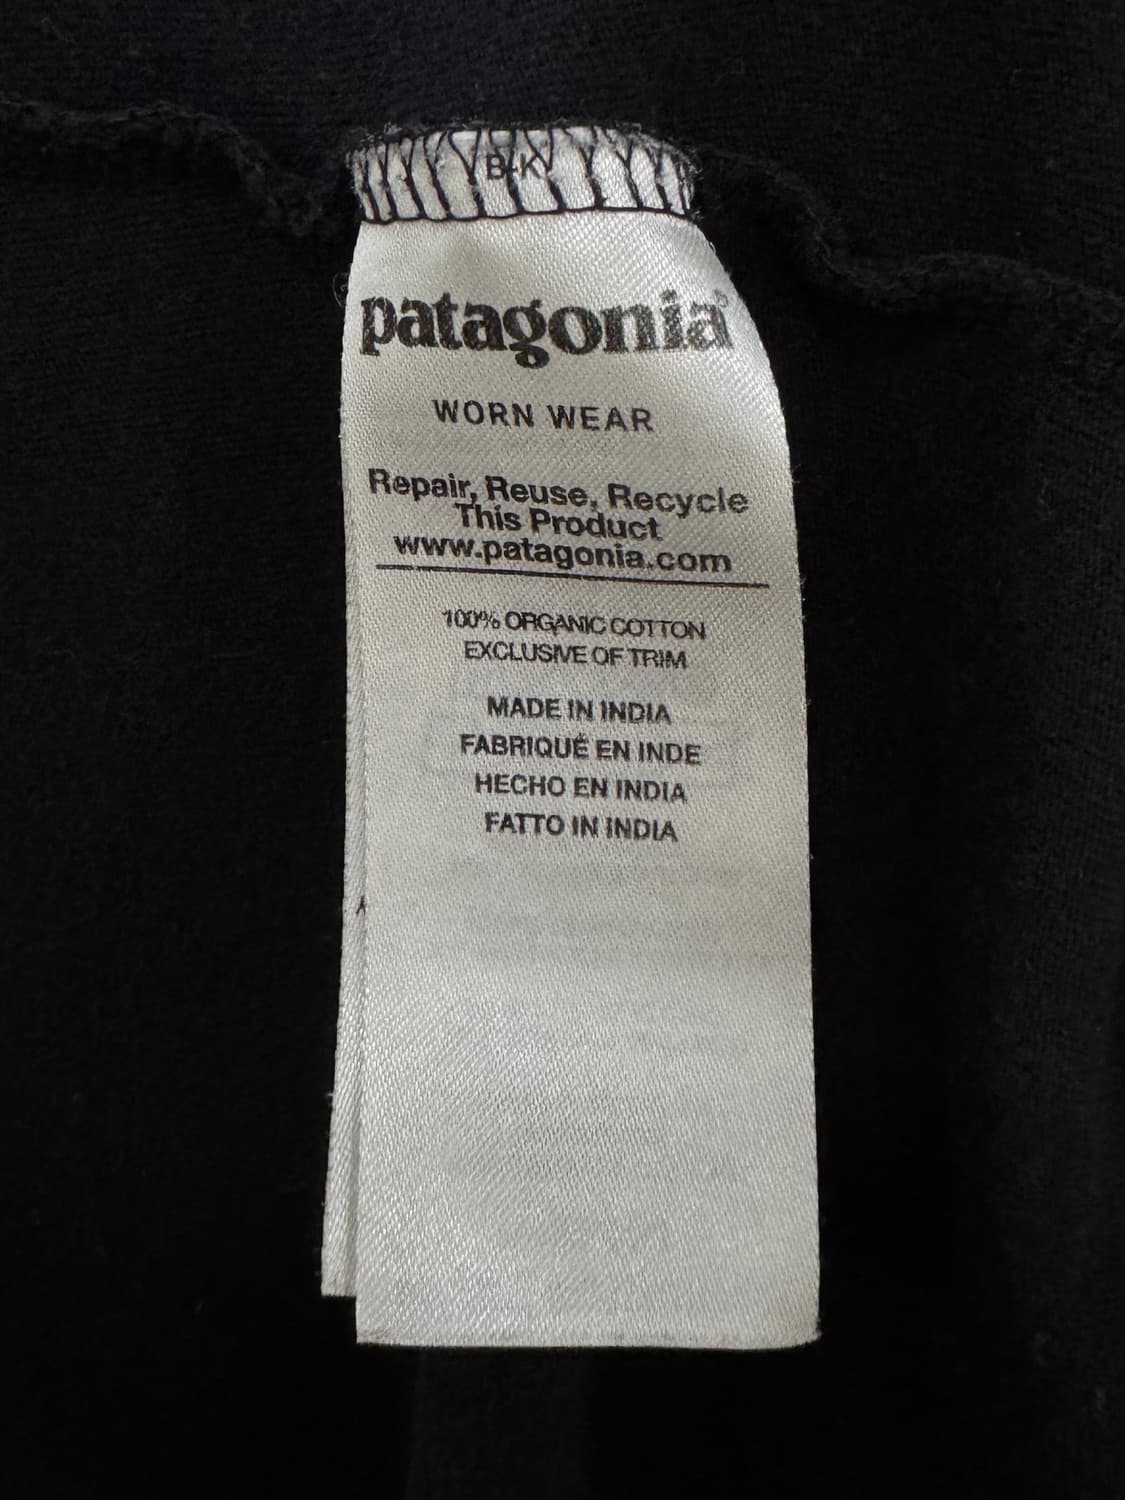 B-K
patagonia®
WORN WEAR
Repair, Reuse, Recycle
This Product
www.patagonia.com
100% ORGANIC COTTON
EXCLUSIVE OF TRIM
MADE IN INDIA
FABRIQUÉ EN INDE
HECHO EN INDIA
FATTO IN INDIA